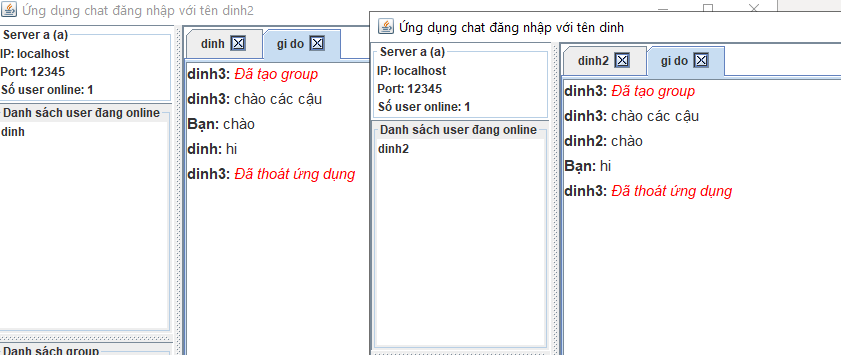 Ứng dụng chat đăng nhập với tên dinh2
Server a (a)
IP: localhost
Port: 12345
Số user online: 1
Danh sách user đang online
dinh
Danh sách group
dinh
gi do
dinh3: Đã tạo group
dinh3: chào các cậu
Bạn: chào
dinh: hi
dinh3: Đã thoát ứng dụng
Ứng dụng chat đăng nhập với tên dinh
Server a (a)
IP: localhost
Port: 12345
Số user online: 1
Danh sách user đang online
dinh2
dinh2
gi do
dinh3: Đã tạo group
dinh3: chào các cậu
dinh2: chào
Bạn: hi
dinh3: Đã thoát ứng dụng